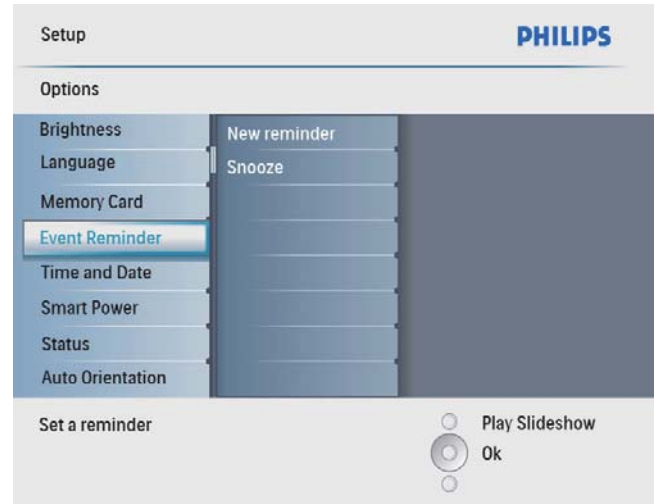 Setup
PHILIPS
Options
Brightness
Language
Memory Card
Event Reminder
Time and Date
Smart Power
Status
Auto Orientation
New reminder
Snooze
Set a reminder
Play Slideshow
Ok